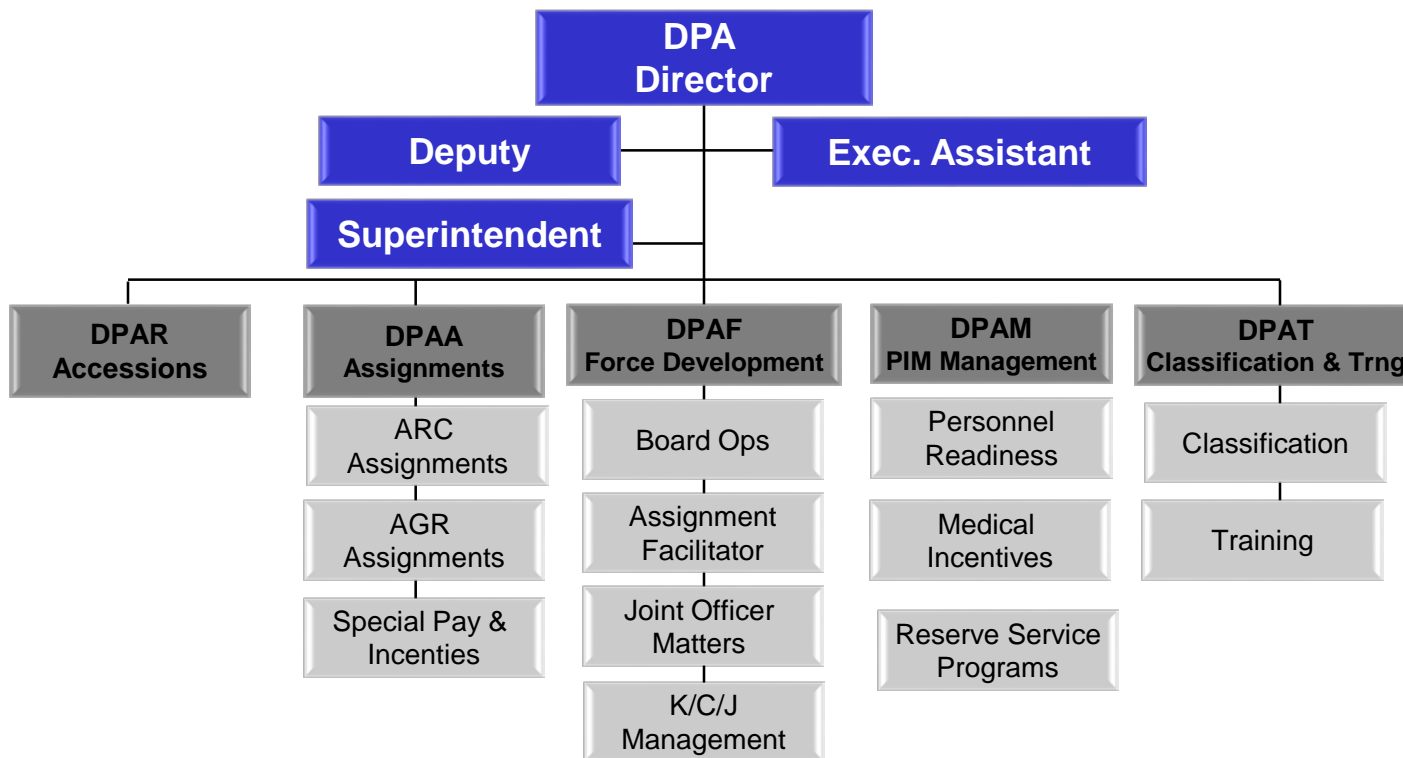 DPA
Director
Deputy
Exec. Assistant
Superintendent
DPAR
Accessions
DPAA
Assignments
DPAF
Force Development
DPAM
PIM Management
DPAT
Classification & Trng
ARC
Assignments
AGR
Assignments
Special Pay &
Incenties
Board Ops
Assignment
Facilitator
Joint Officer
Matters
K/C/J
Management
Personnel
Readiness
Medical
Incentives
Reserve Service
Programs
Classification
Training